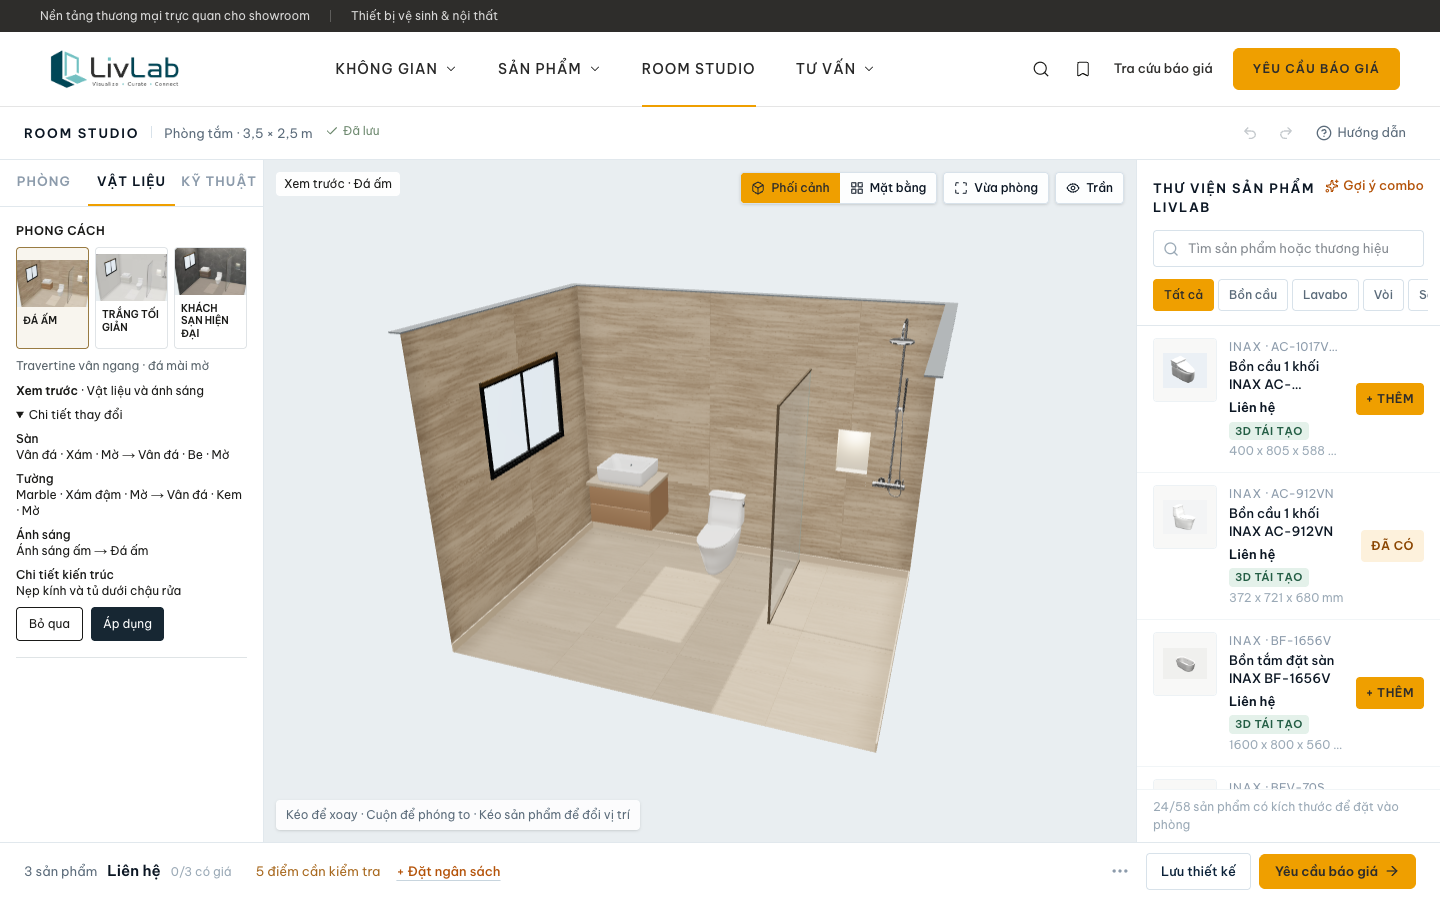 Nền tảng thương mại trực quan cho showroom
Thiết bị vệ sinh & nội thất
LivLab
Visualize • Curate • Connect
KHÔNG GIAN
SẢN PHẨM
ROOM STUDIO
TƯ VẤN
Tra cứu báo giá
YÊU CẦU BÁO GIÁ
ROOM STUDIO
Phòng tắm · 3,5 × 2,5 m
Đã lưu
Hướng dẫn
PHÒNG
VẬT LIỆU
KỸ THUẬT
PHONG CÁCH
ĐÁ ẤM
TRẮNG TỐI
GIẢN
KHÁCH
SẠN HIỆN
ĐẠI
Travertine vân ngang · đá mài mờ
Xem trước · Vật liệu và ánh sáng
▼ Chi tiết thay đổi
Sàn
Vân đá · Xám · Mờ → Vân đá · Be · Mờ
Tường
Marble · Xám đậm · Mờ → Vân đá · Kem
· Mờ
Ánh sáng
Ánh sáng ấm → Đá ấm
Chi tiết kiến trúc
Nẹp kính và tủ dưới chậu rửa
Bỏ qua
Áp dụng
Xem trước · Đá ấm
Phối cảnh
Mặt bằng
Vừa phòng
Trần
Kéo để xoay · Cuộn để phóng to · Kéo sản phẩm để đổi vị trí
THƯ VIỆN SẢN PHẨM
LIVLAB
Gợi ý combo
Tìm sản phẩm hoặc thương hiệu
Tất cả
Bồn cầu
Lavabo
Vòi
INAX · AC-1017V...
Bồn cầu 1 khối
INAX AC-...
Liên hệ
3D TÁI TẠO
400 x 805 x 588 ...
+ THÊM
INAX · AC-912VN
Bồn cầu 1 khối
INAX AC-912VN
Liên hệ
3D TÁI TẠO
372 x 721 x 680 mm
ĐÃ CÓ
INAX · BF-1656V
Bồn tắm đặt sàn
INAX BF-1656V
Liên hệ
3D TÁI TẠO
1600 x 800 x 560 ...
+ THÊM
INAX · BFV-70S
24/58 sản phẩm có kích thước để đặt vào
phòng
3 sản phẩm
Liên hệ
0/3 có giá
5 điểm cần kiểm tra
+ Đặt ngân sách
Lưu thiết kế
Yêu cầu báo giá →